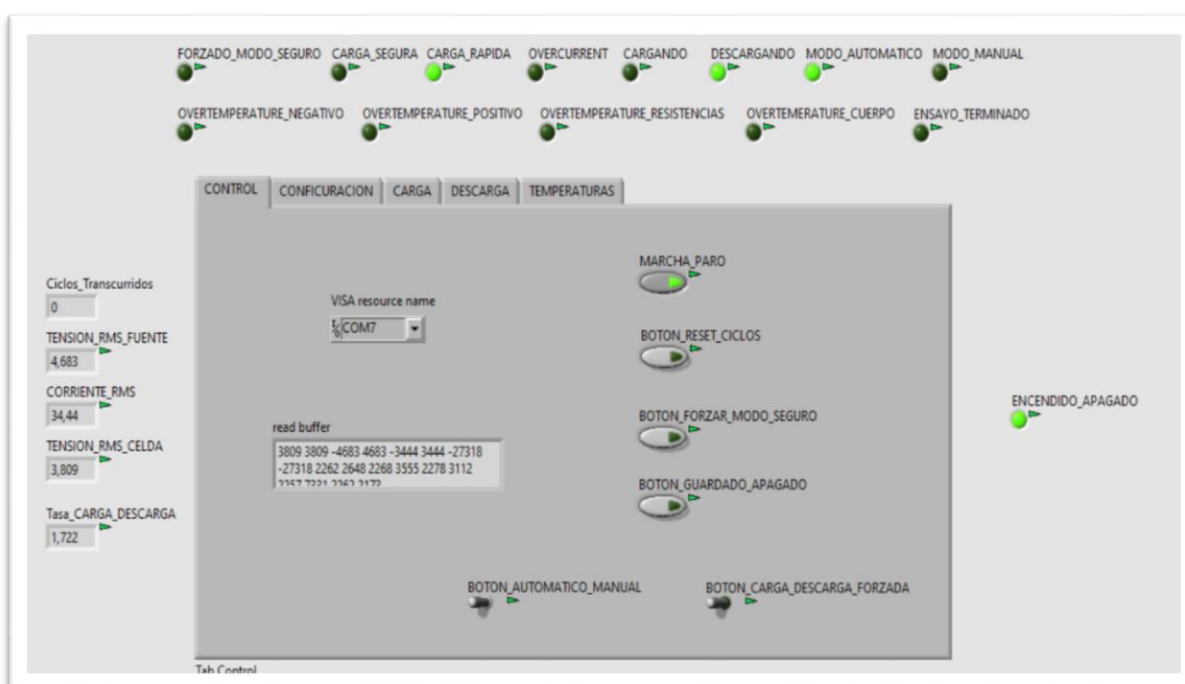 FORZADO_MODO_SEGURO CARGA_SEGURA CARGA_RAPIDA OVERCURRENT CARGANDO DESCARGANDO MODO_AUTOMATICO MODO_MANUAL
OVERTEMPERATURE_NEGATIVO OVERTEMPERATURE_POSITIVO OVERTEMPERATURE_RESISTENCIAS OVERTEMERATURE_CUERPO ENSAYO_TERMINADO
CONTROL CONFICURACION CARGA DESCARGA TEMPERATURAS
Ciclos_Transcurridos
0
TENSION_RMS_FUENTE
4,683
CORRIENTE_RMS
34,44
TENSION_RMS_CELDA
3,809
Tasa_CARGA_DESCARGA
1,722
VISA resource name
COM7
read buffer
3809 3809 -4683 4683 -3444 3444 -27318
-27318 2262 2648 2268 3555 2278 3112
MARCHA_PARO
BOTON_RESET_CICLOS
BOTON_FORZAR_MODO_SEGURO
BOTON_GUARDADO_APAGADO
BOTON_AUTOMATICO_MANUAL BOTON_CARGA_DESCARGA_FORZADA
ENCENDIDO_APAGADO
Tab Control